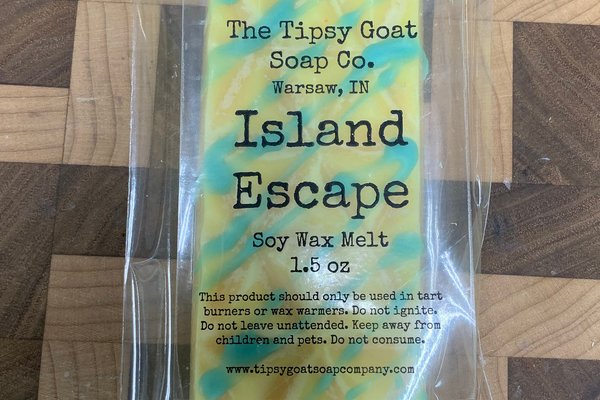 The Tipsy Goat
Soap Co.
Warsaw, IN
Island
Escape
Soy Wax Melt
1.5 oz
This product should only be used in tart
burners or wax warmers. Do not ignite.
Do not leave unattended. Keep away from
children and pets. Do not consume.
www.tipsygoatsoapcompany.com